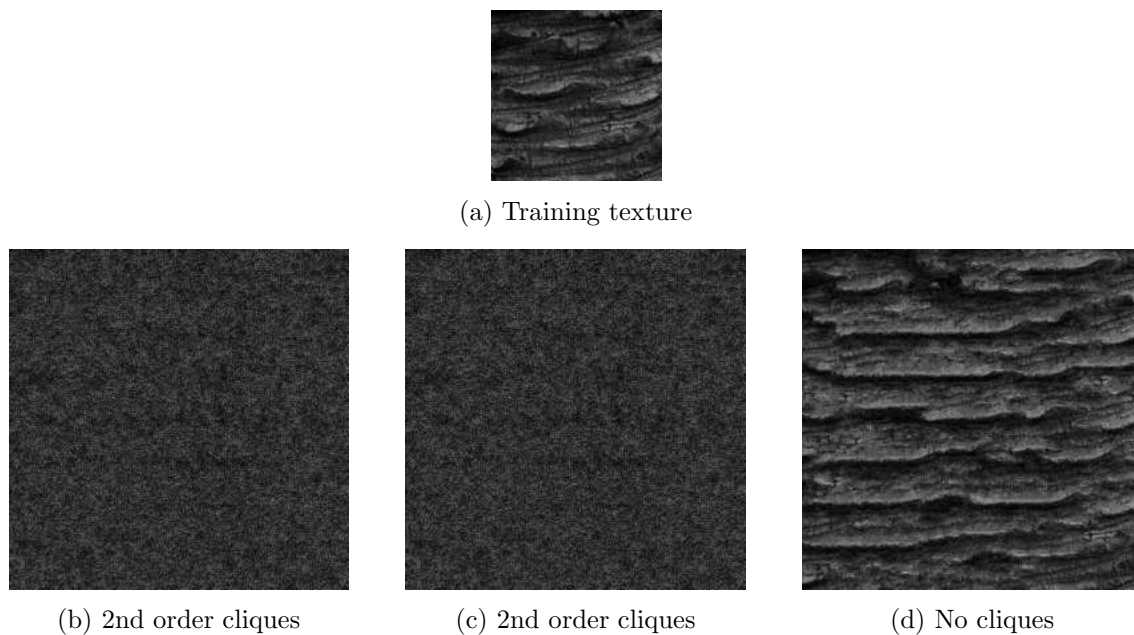 (a) Training texture
(b) 2nd order cliques
(c) 2nd order cliques
(d) No cliques